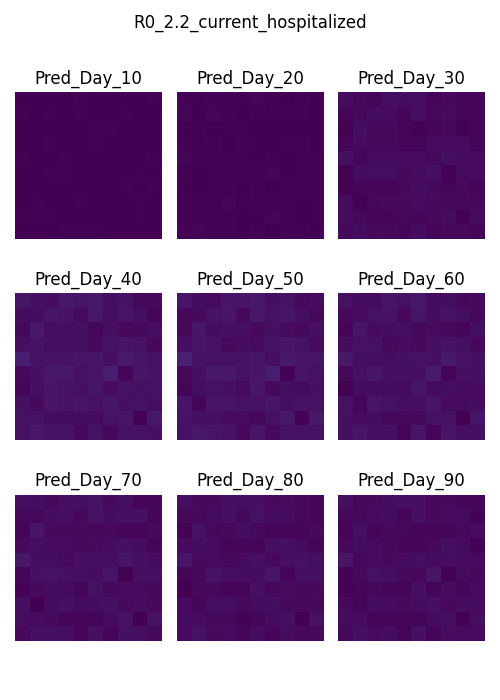 R0_2.2_current_hospitalized
Pred_Day_10 Pred_Day_20 Pred_Day_30
Pred_Day_40 Pred_Day_50 Pred_Day_60
Pred_Day_70 Pred_Day_80 Pred_Day_90